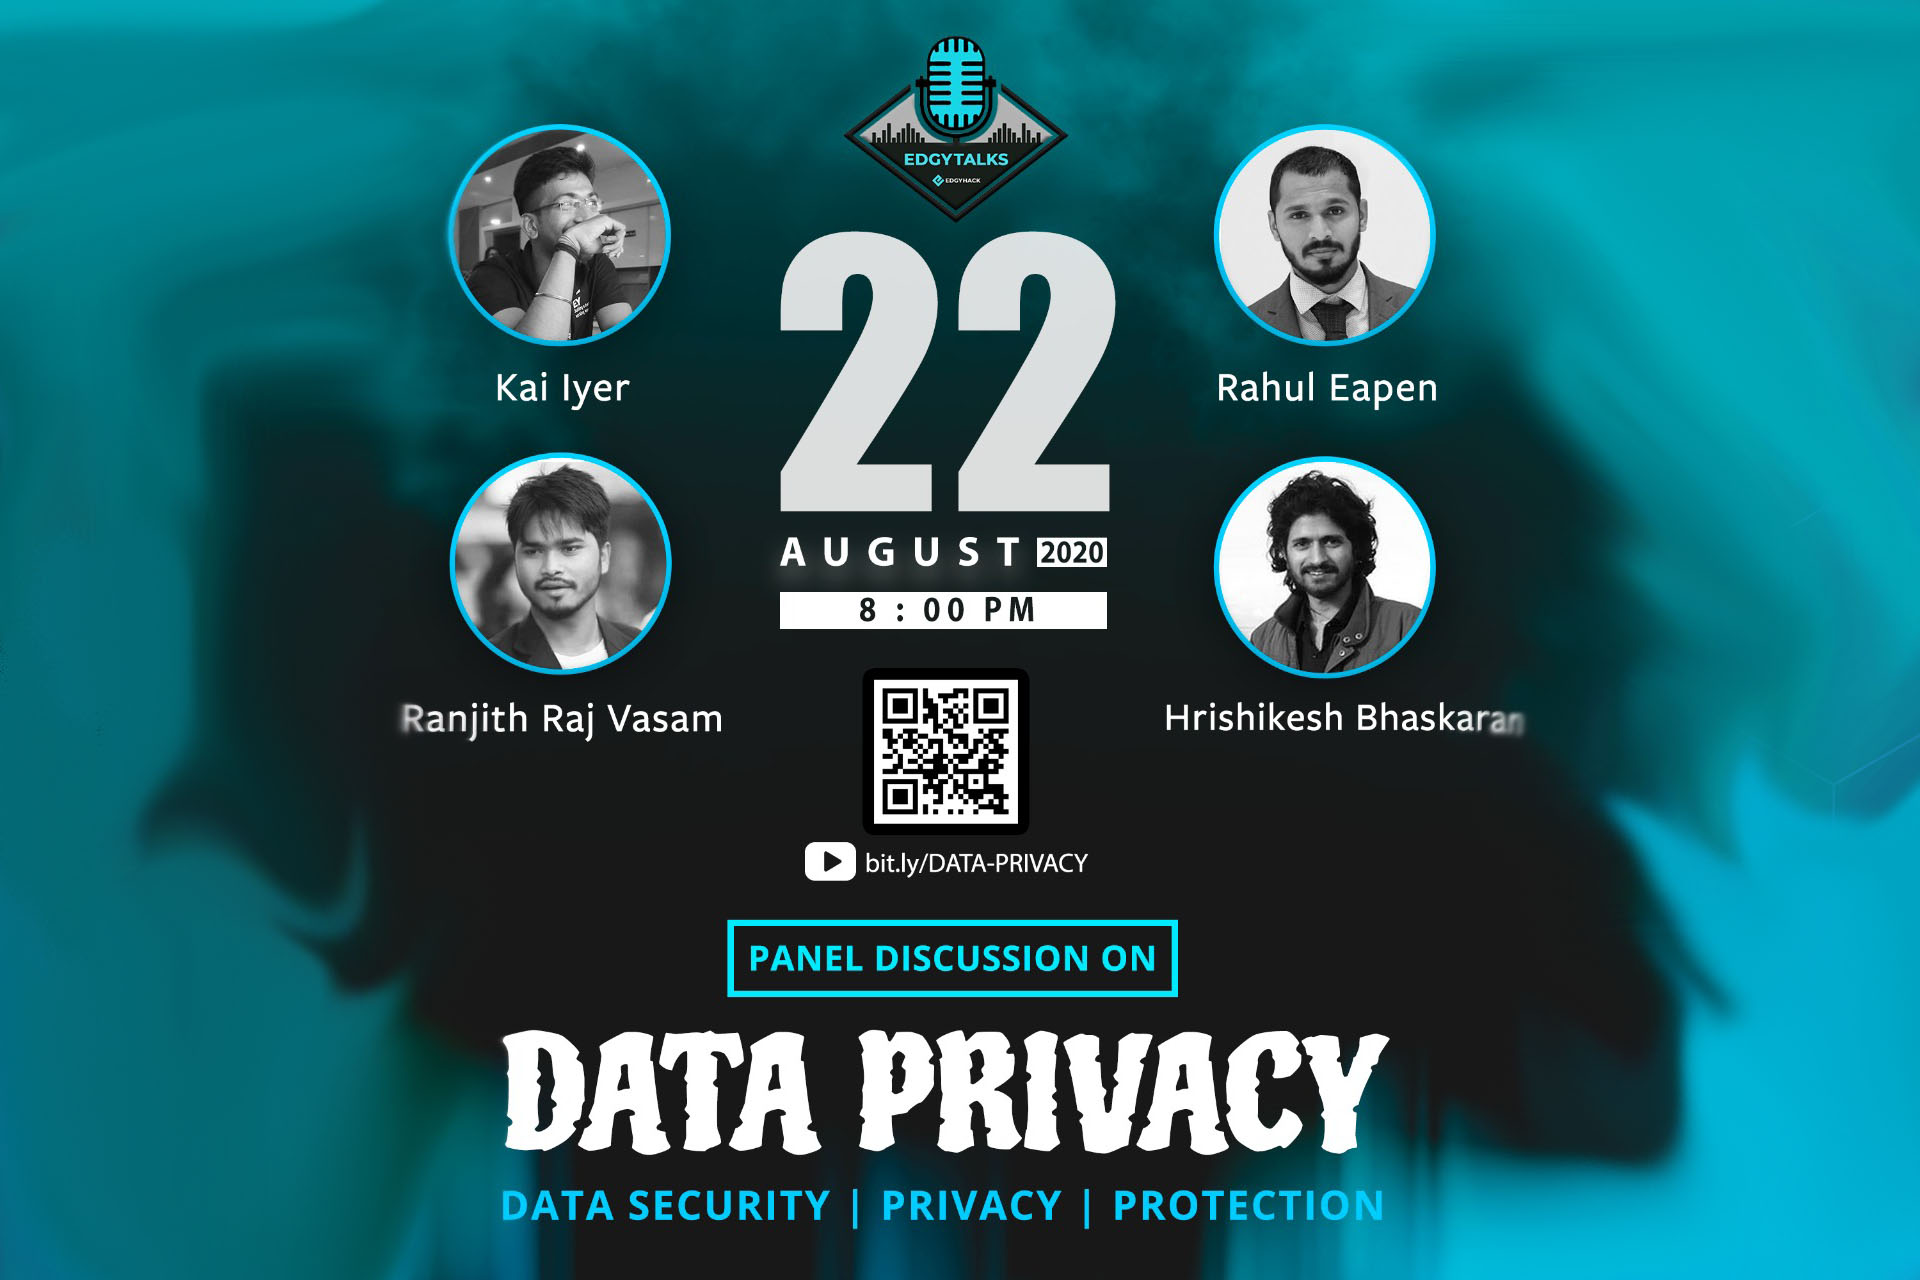 EDGYTALKS
EDGYHACK
22
AUGUST 2020
8 : 00 PM
Kai Iyer
Rahul Eapen
Ranjith Raj Vasam
Hrishikesh Bhaskaran
bit.ly/DATA-PRIVACY
PANEL DISCUSSION ON
DATA PRIVACY
DATA SECURITY | PRIVACY | PROTECTION